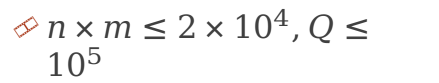 n × m ≤ 2 × 10⁴, Q ≤
10⁵